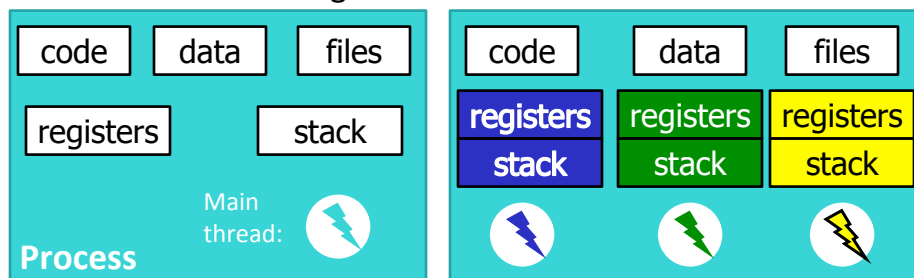 code data files
registers stack
Main
thread:
Process
code data files
registers registers registers
stack stack stack